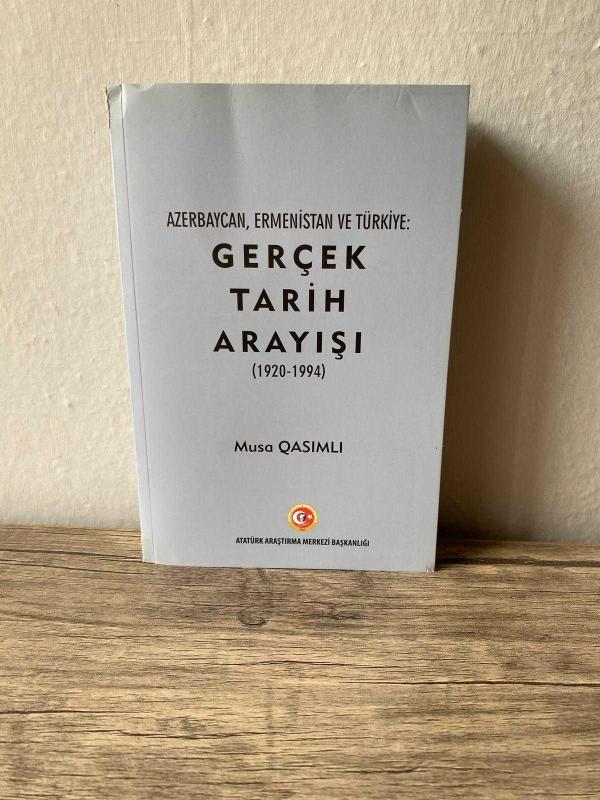 AZERBAYCAN, ERMENİSTAN VE TÜRKİYE:
GERÇEK
TARİH
ARAYIŞI
(1920-1994)
Musa QASIMLI
ATATÜRK ARAŞTIRMA MERKEZİ BAŞKANLIĞI